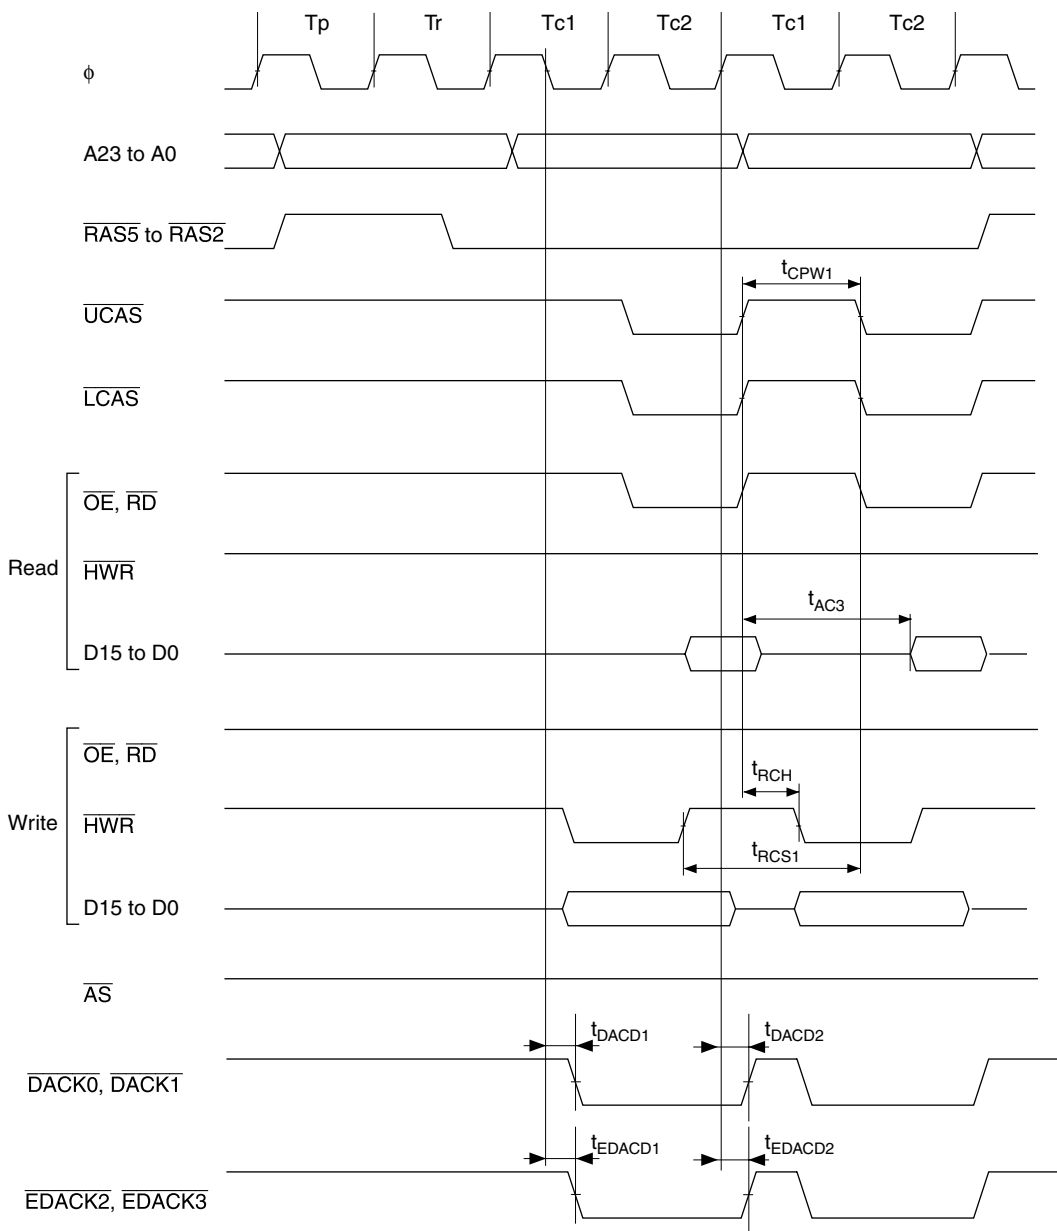 Tp Tr Tc1 Tc2 Tc1 Tc2
ϕ
A23 to A0
RAS5 to RAS2
tCPW1
UCAS
LCAS
OE, RD
Read
HWR
tAC3
D15 to D0
OE, RD
tRCH
Write
HWR
tRCS1
D15 to D0
AS
tDACD1 tDACD2
DACK0, DACK1
tEDACD1 tEDACD2
EDACK2, EDACK3